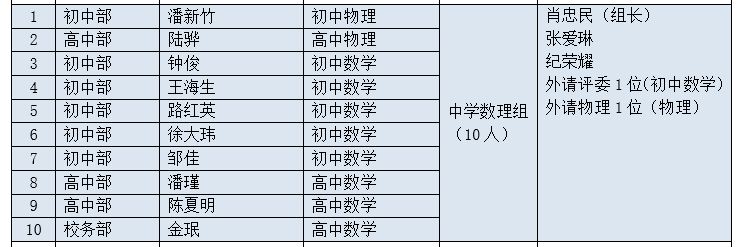 1 初中部 潘新竹 初中物理
2 高中部 陆骅 高中物理
3 初中部 钟俊 初中数学
4 初中部 王海生 初中数学
5 初中部 路红英 初中数学
6 初中部 徐大玮 初中数学
7 初中部 邹佳 初中数学
8 高中部 潘瑾 高中数学
9 高中部 陈夏明 高中数学
10 校务部 金珉 高中数学
中学数理组
（10人）
肖忠民（组长）
张爱琳
纪荣耀
外请评委1位(初中数学）
外请物理1位（物理）